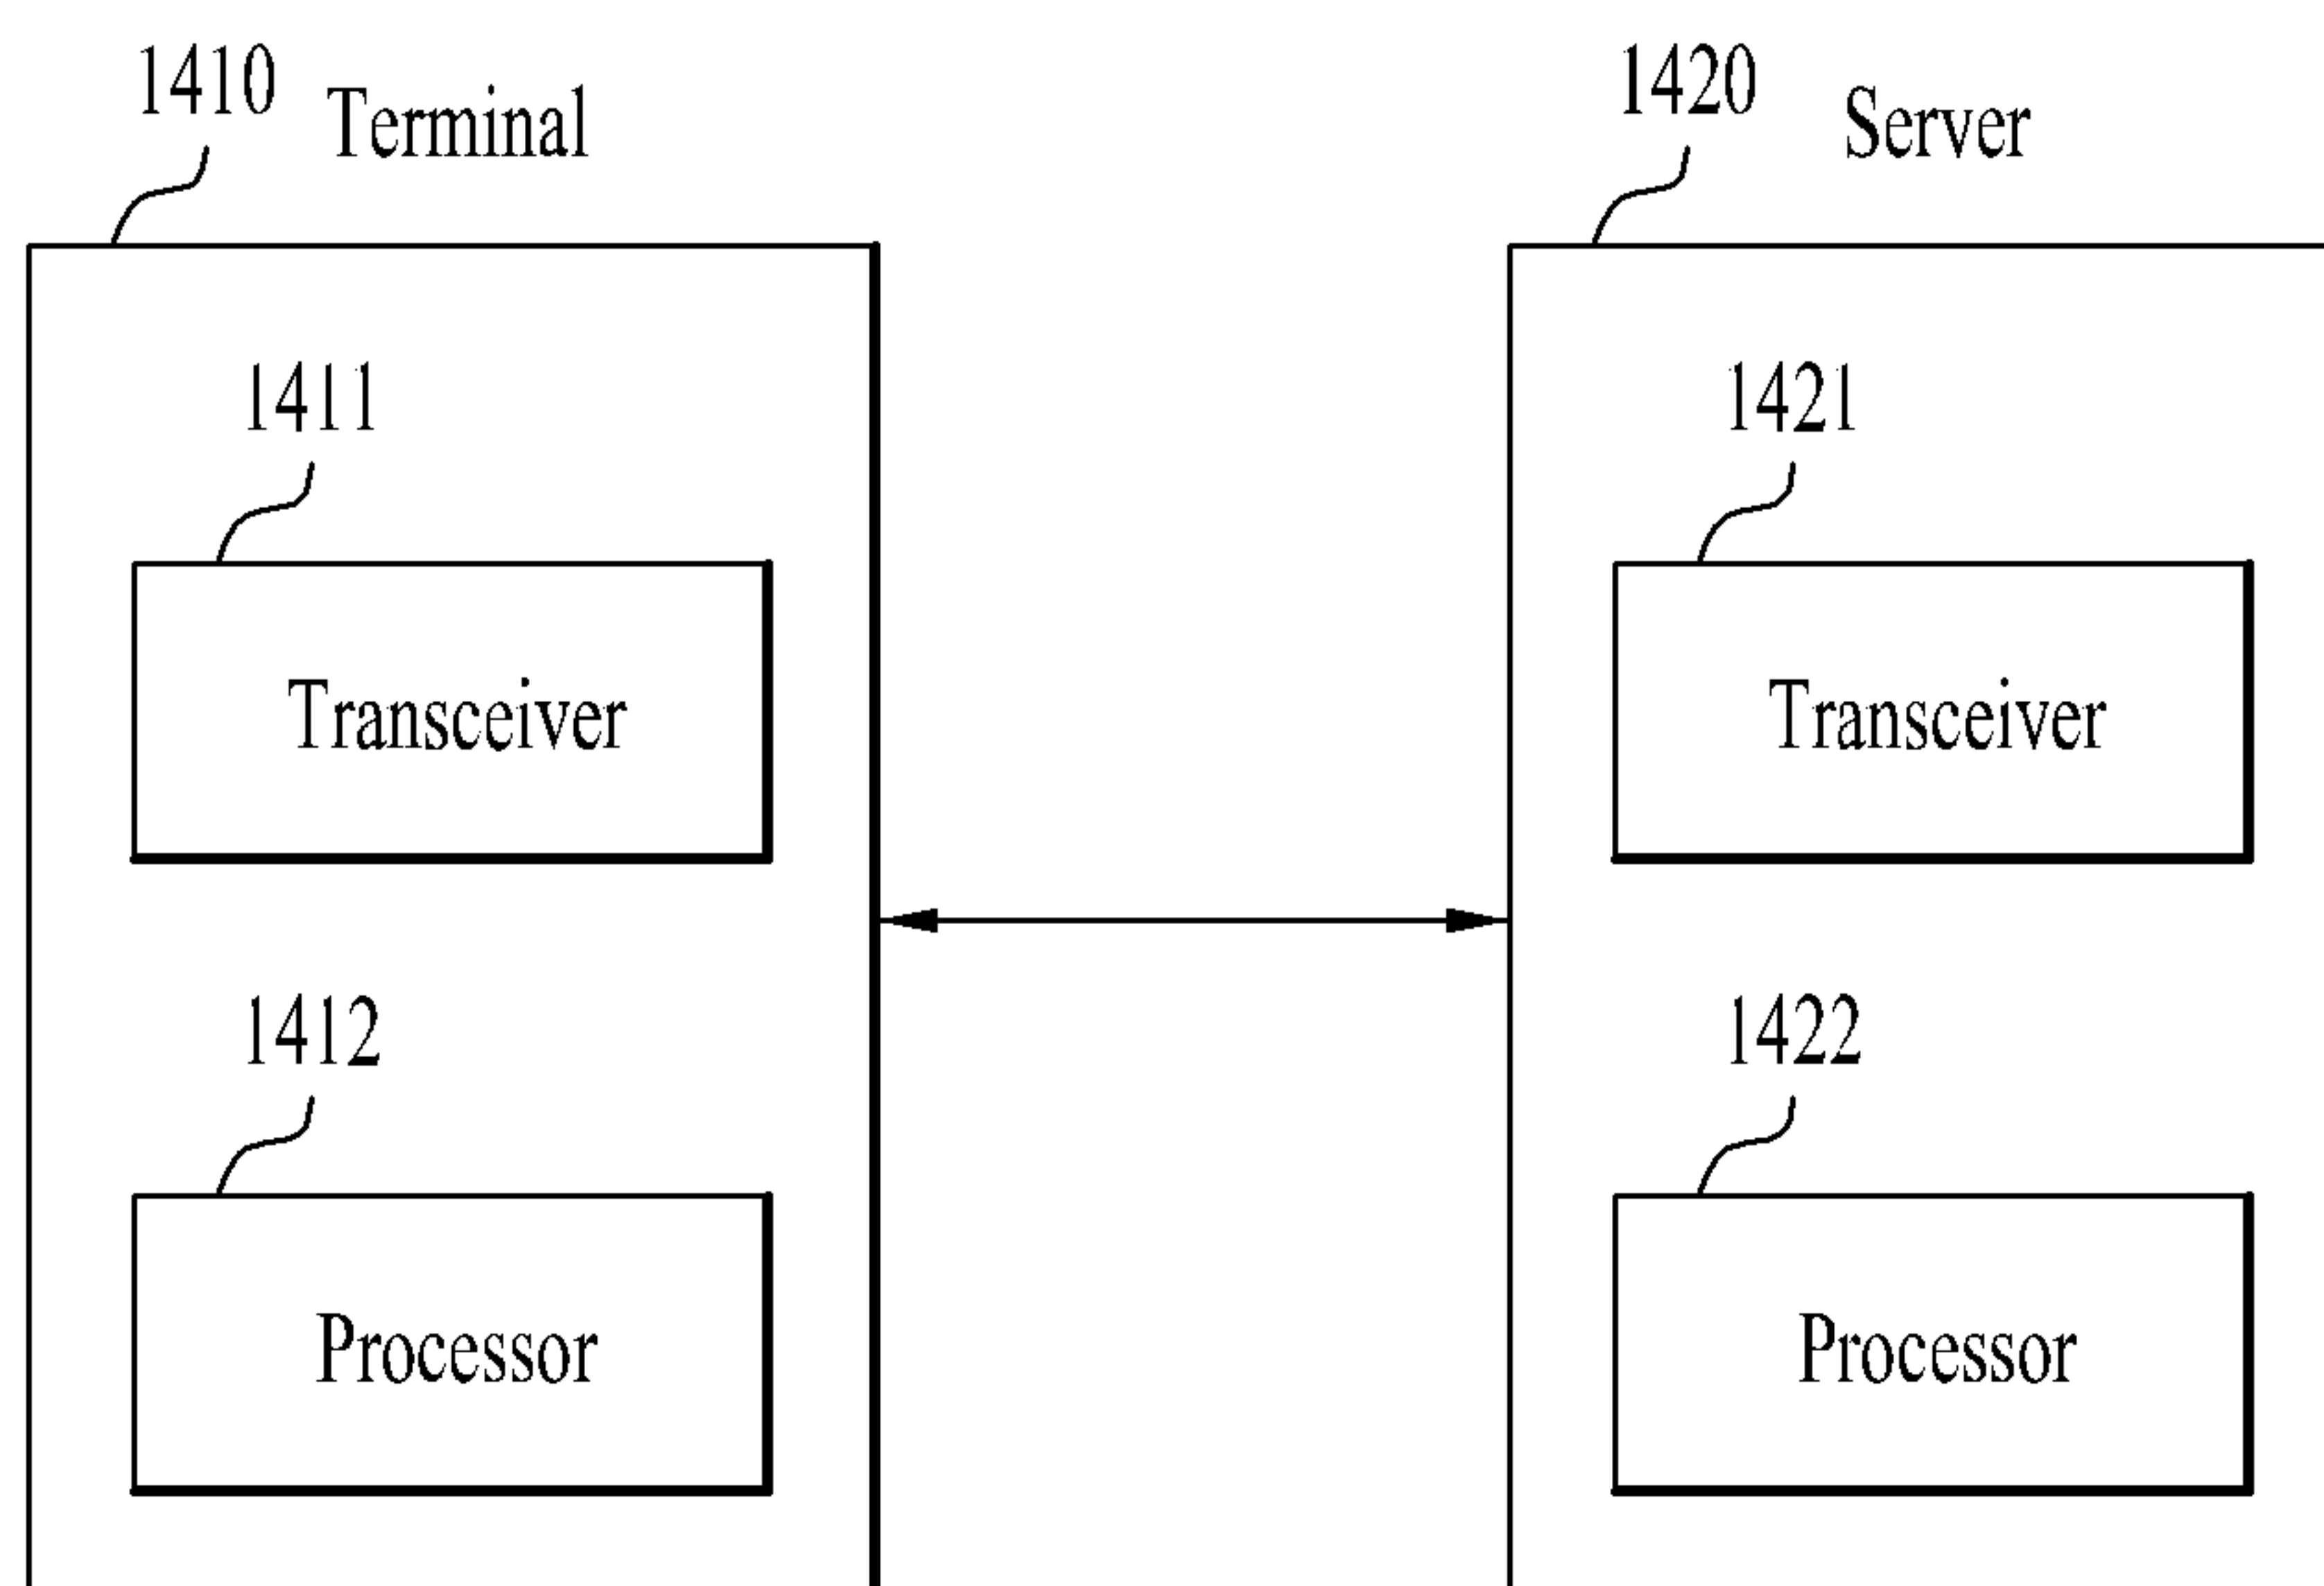 1410
Terminal
1420
Server
1411
1421
Transceiver
Transceiver
1412
1422
Processor
Processor